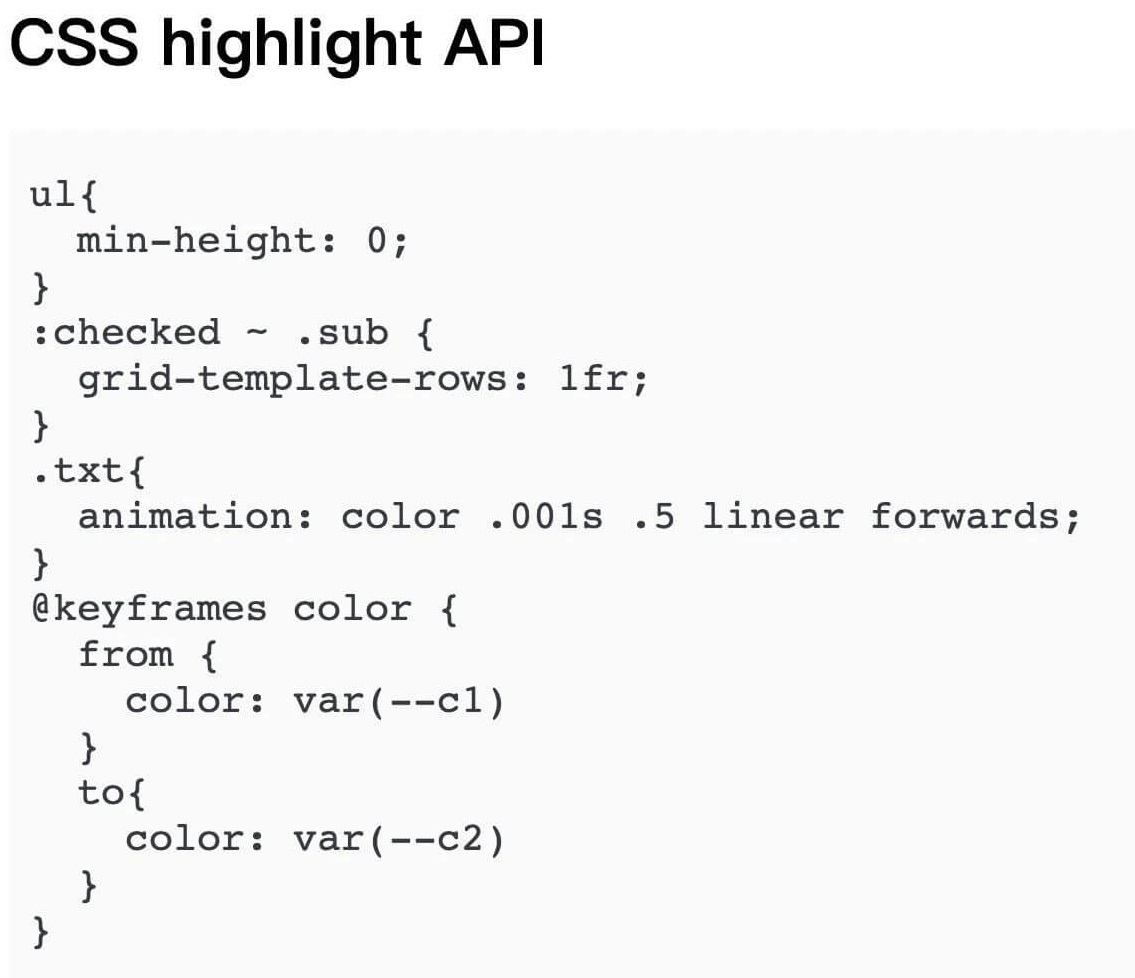 CSS highlight API
ul{
  min-height: 0;
}
:checked ~ .sub {
  grid-template-rows: 1fr;
}
.txt{
  animation: color .001s .5 linear forwards;
}
@keyframes color {
  from {
    color: var(--c1)
  }
  to{
    color: var(--c2)
  }
}